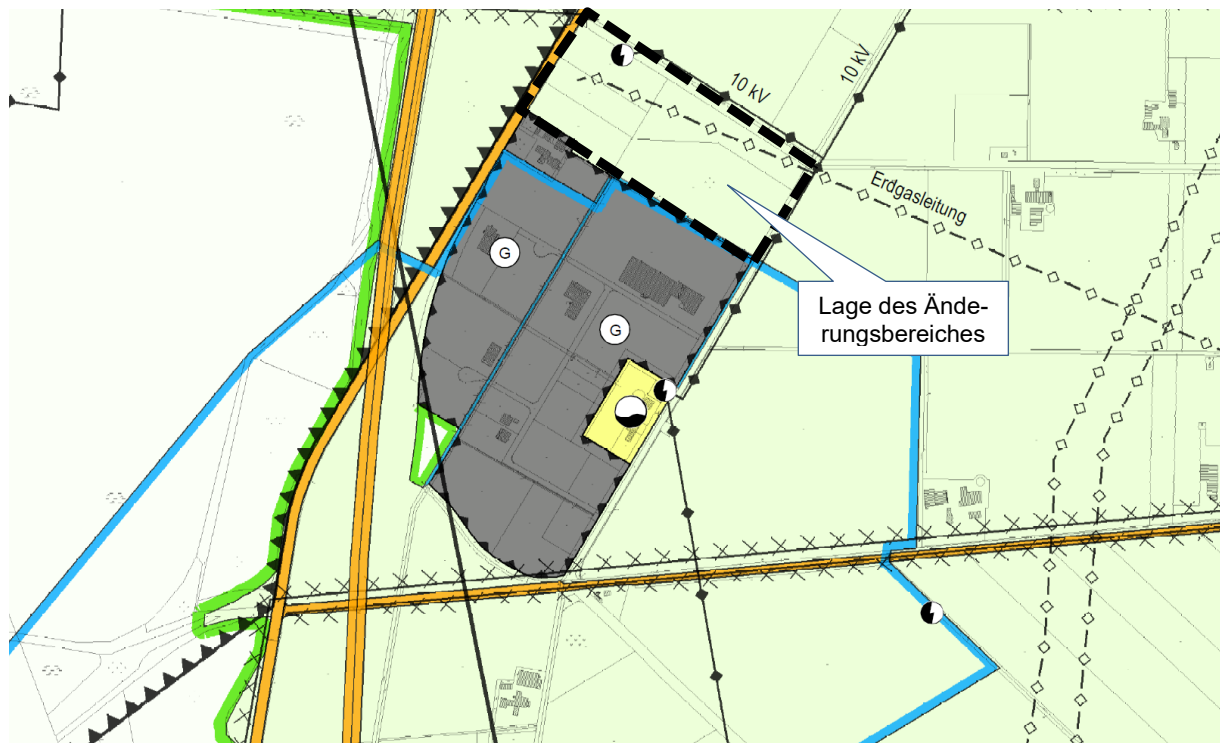 10 kV
10 kV
Erdgasleitung
G
Lage des Ände-
rungsbereiches
G